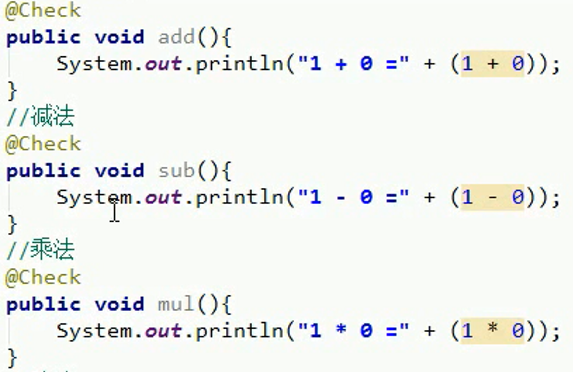 @Check
public void add(){
    System.out.println("1 + 0 =" + (1 + 0));
}
//减法
@Check
public void sub(){
    System.out.println("1 - 0 =" + (1 - 0));
}
//乘法
@Check
public void mul(){
    System.out.println("1 * 0 =" + (1 * 0));
}